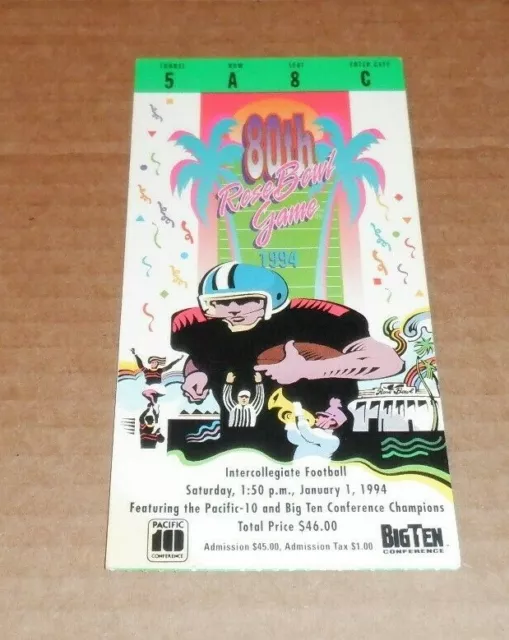 TUNNEL ROW SEAT ENTER GATE
5 A 8 C
80th
Rose Bowl
Game
1994
Rose Bowl
Intercollegiate Football
Saturday, 1:50 p.m., January 1, 1994
Featuring the Pacific-10 and Big Ten Conference Champions
Total Price $46.00
Admission $45.00, Admission Tax $1.00
PACIFIC
10
CONFERENCE
BIG TEN
CONFERENCE